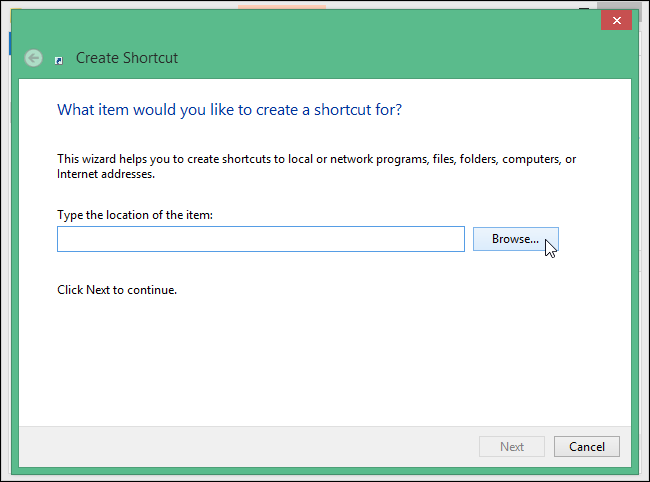 Create Shortcut
What item would you like to create a shortcut for?
This wizard helps you to create shortcuts to local or network programs, files, folders, computers, or
Internet addresses.
Type the location of the item:
Browse...
Click Next to continue.
Next
Cancel